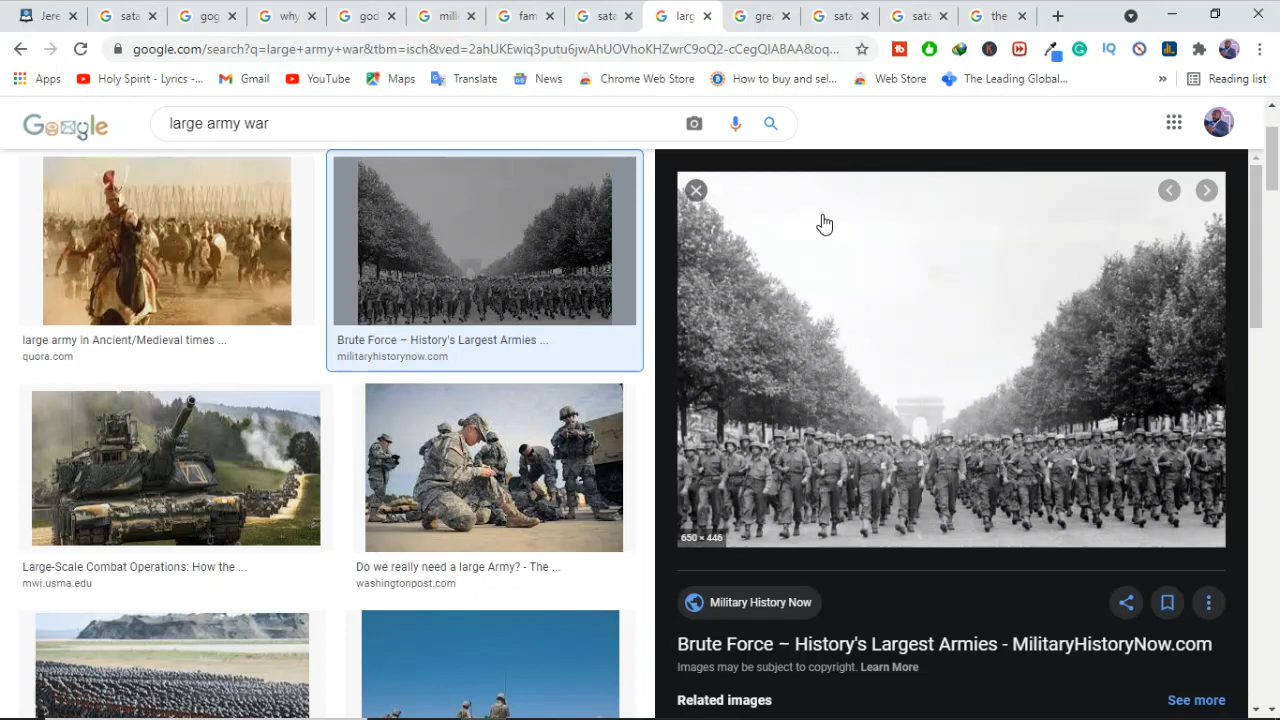 Jere
sata
gog
why
god
mili
fam
sata
larg
grea
sata
sata
the
google.com/search?q=large+army+war&tbm=isch&ved=2ahUKEwiq3putu6jwAhUOVhoKHZwrC9oQ2-cCegQIABAA&oq...
Apps
Holy Spirit - Lyrics -...
Gmail
YouTube
Maps
Translate
News
Chrome Web Store
How to buy and sel...
Web Store
The Leading Global...
»
Reading list
Google
large army war
large army in Ancient/Medieval times ...
quora.com
Brute Force – History's Largest Armies ...
militaryhistorynow.com
Large-Scale Combat Operations: How the ...
mwi.usma.edu
Do we really need a large Army? - The ...
washingtonpost.com
650 × 446
Military History Now
Brute Force – History's Largest Armies - MilitaryHistoryNow.com
Images may be subject to copyright. Learn More
Related images
See more